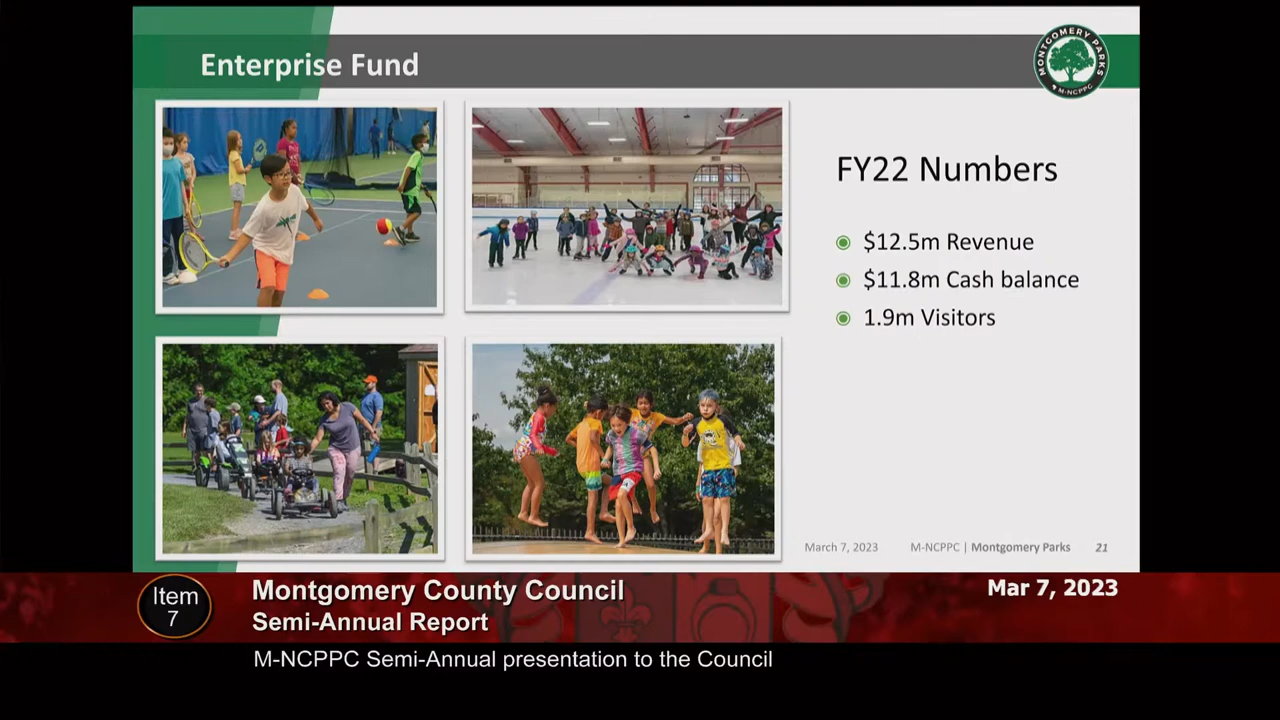 Enterprise Fund
MONTGOMERY PARKS
M-NCPPC
FY22 Numbers
$12.5m Revenue
$11.8m Cash balance
1.9m Visitors
March 7, 2023 M-NCPPC | Montgomery Parks 21
Item
7
Montgomery County Council
Semi-Annual Report
Mar 7, 2023
M-NCPPC Semi-Annual presentation to the Council